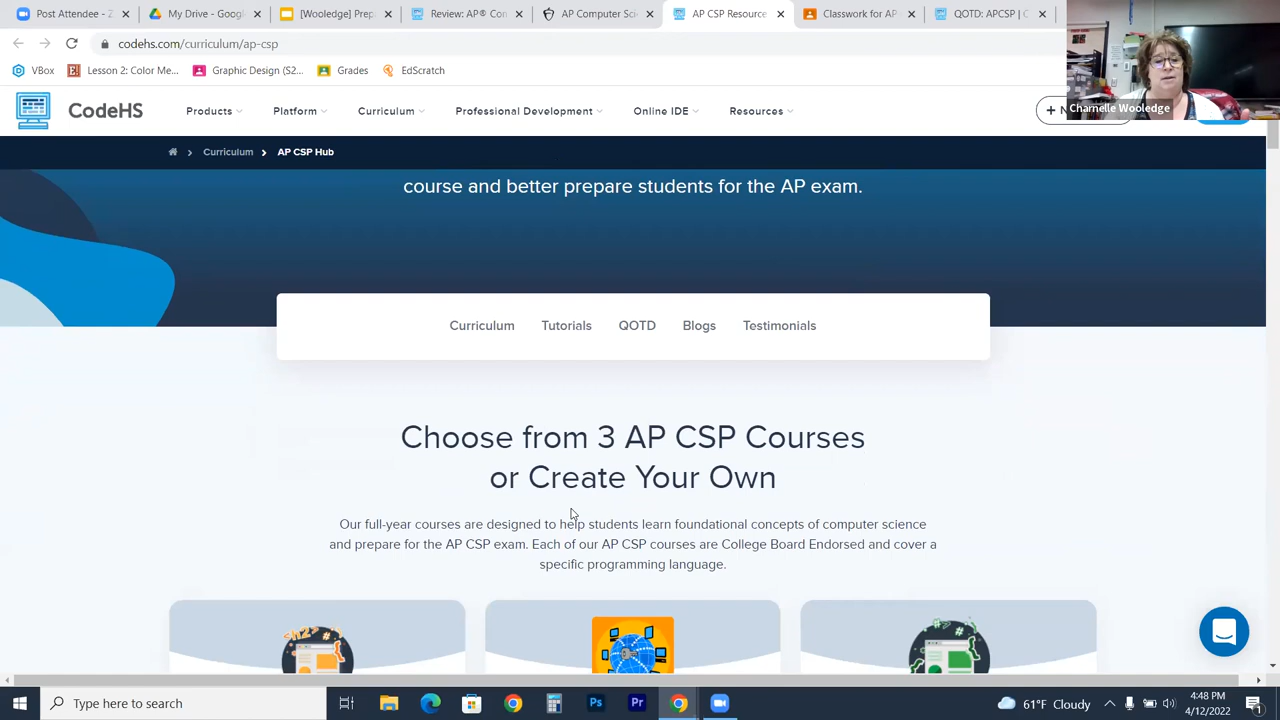 Post Attendee - Z
My Drive - Googl
[Wooledge] Prep
Review: AP® Con
AP Computer Sci
AP CSP Resource
Classwork for AP
QOTD: APCSP | C
codehs.com/curriculum/ap-csp
VBox
Lesson 2: Color Me...
Graphic Design (S2...
Grades
EdScratch
CodeHS
Products
Platform
Curriculum
Professional Development
Online IDE
Resources
Charnelle Wooledge
Curriculum
AP CSP Hub
course and better prepare students for the AP exam.
Curriculum
Tutorials
QOTD
Blogs
Testimonials
Choose from 3 AP CSP Courses
or Create Your Own
Our full-year courses are designed to help students learn foundational concepts of computer science
and prepare for the AP CSP exam. Each of our AP CSP courses are College Board Endorsed and cover a
specific programming language.
Type here to search
61°F Cloudy
4:48 PM
4/12/2022